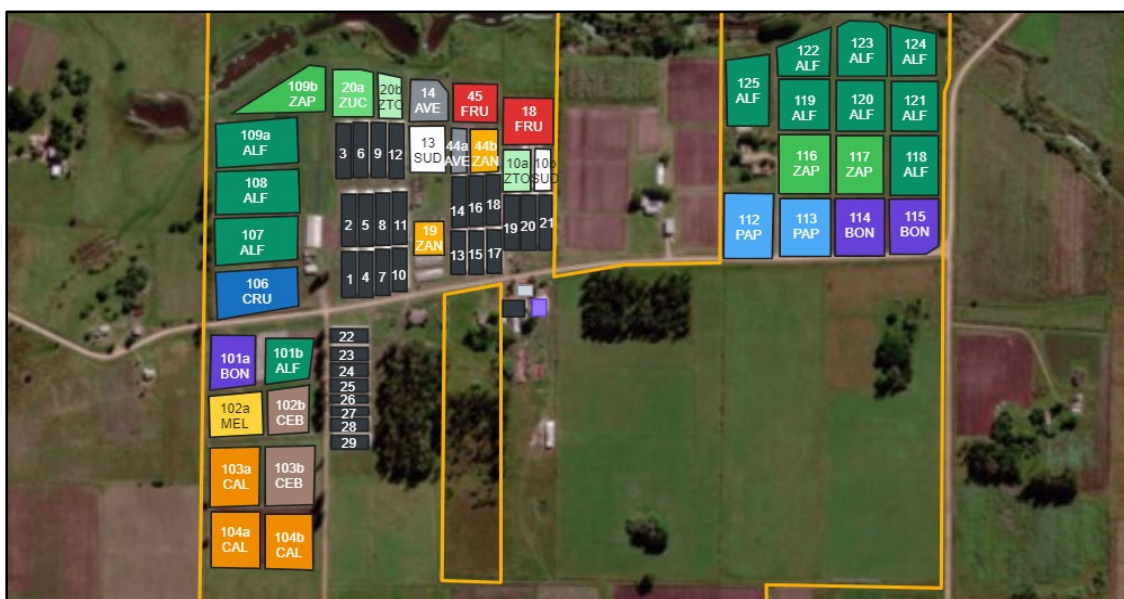 109b
ZAP
20a
ZUC
20b
ZTO
14
AVE
45
FRU
18
FRU
109a
ALF
3
6
9
12
13
SUD
44a
AVE
44b
ZAN
10a
ZTO
10b
SUD
108
ALF
2
5
8
11
14
16
18
19
20
21
107
ALF
19
ZAN
13
15
17
1
4
7
10
106
CRU
125
ALF
122
ALF
123
ALF
124
ALF
119
ALF
120
ALF
121
ALF
116
ZAP
117
ZAP
118
ALF
112
PAP
113
PAP
114
BON
115
BON
101a
BON
101b
ALF
102a
MEL
102b
CEB
103a
CAL
103b
CEB
104a
CAL
104b
CAL
22
23
24
25
26
27
28
29